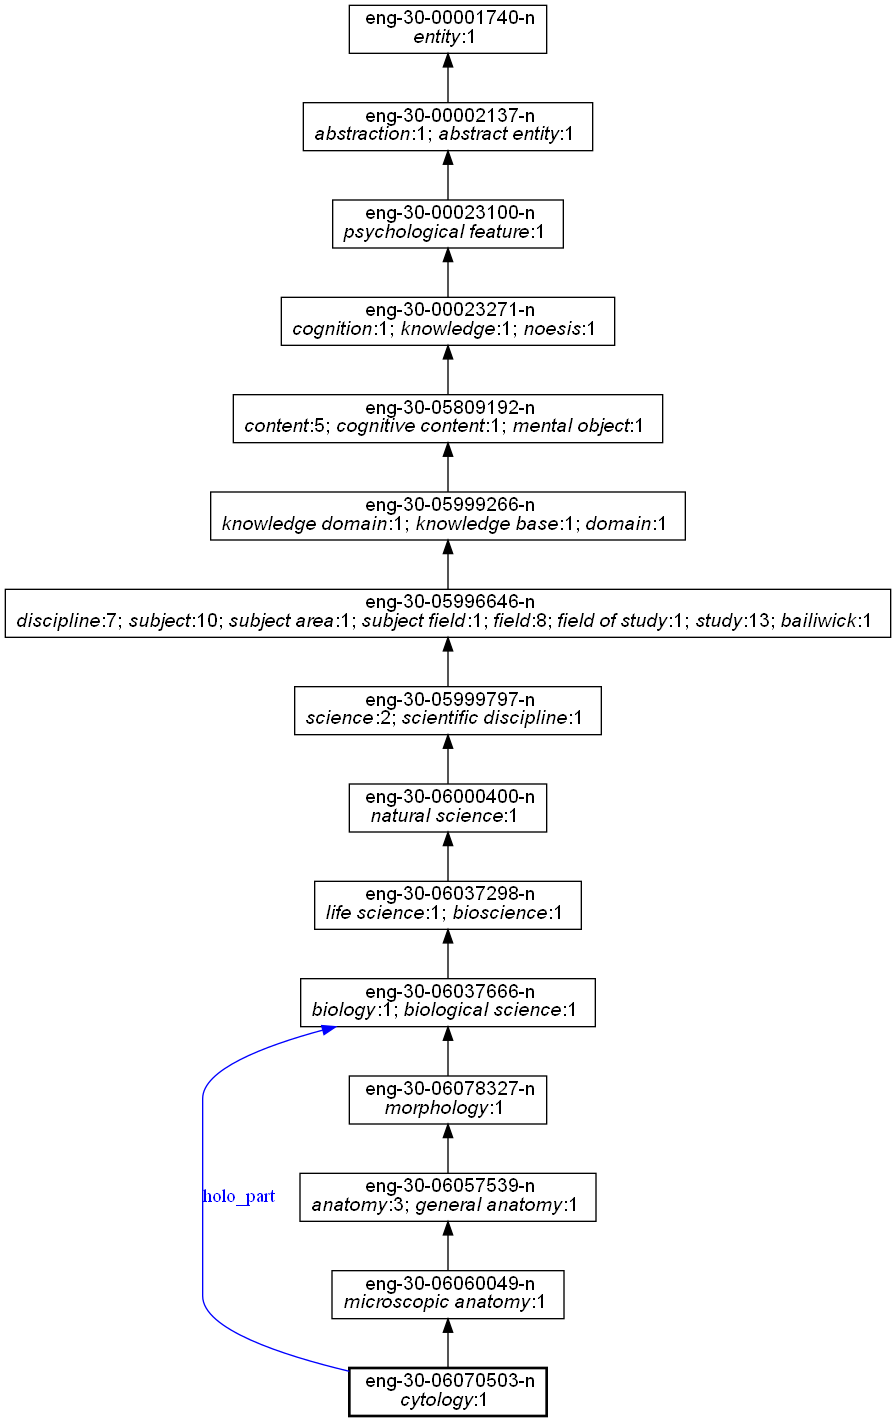 eng-30-00001740-n
entity:1
eng-30-00002137-n
abstraction:1; abstract entity:1
eng-30-00023100-n
psychological feature:1
eng-30-00023271-n
cognition:1; knowledge:1; noesis:1
eng-30-05809192-n
content:5; cognitive content:1; mental object:1
eng-30-05999266-n
knowledge domain:1; knowledge base:1; domain:1
eng-30-05996646-n
discipline:7; subject:10; subject area:1; subject field:1; field:8; field of study:1; study:13; bailiwick:1
eng-30-05999797-n
science:2; scientific discipline:1
eng-30-06000400-n
natural science:1
eng-30-06037298-n
life science:1; bioscience:1
eng-30-06037666-n
biology:1; biological science:1
eng-30-06078327-n
morphology:1
eng-30-06057539-n
anatomy:3; general anatomy:1
holo_part
eng-30-06060049-n
microscopic anatomy:1
eng-30-06070503-n
cytology:1